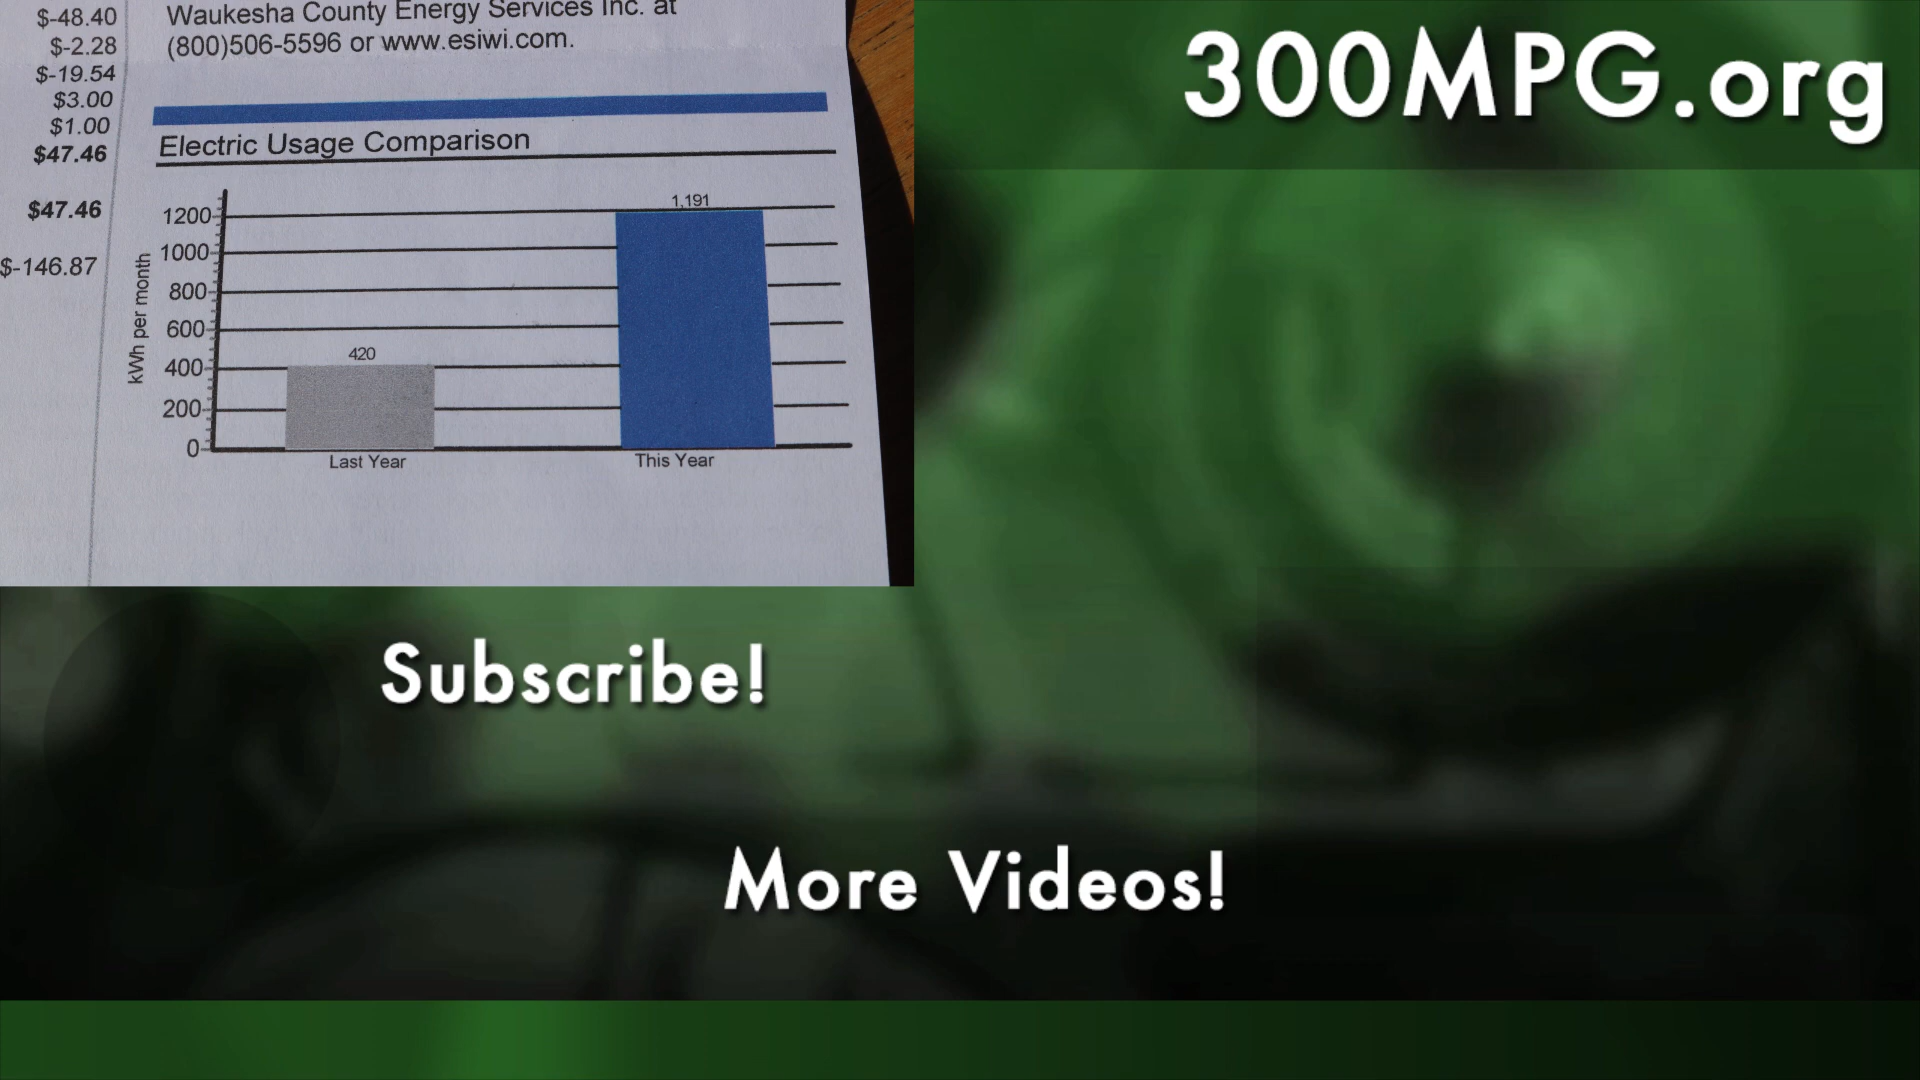 $-48.40
$-2.28
$-19.54
$3.00
$1.00
$47.46
$47.46
$-146.87
Waukesha County Energy Services Inc. at
(800)506-5596 or www.esiwi.com.
Electric Usage Comparison
kWh per month
1200
1000
800
600
400
200
0
420
1,191
Last Year
This Year
300MPG.org
Subscribe!
More Videos!